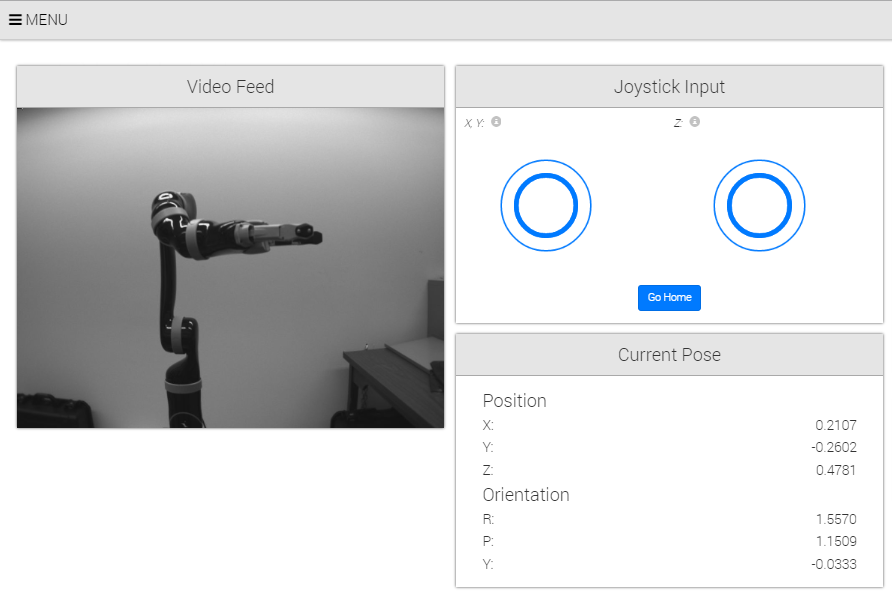 MENU
Video Feed
Joystick Input
X, Y:
Z:
Go Home
Current Pose
Position
X: 0.2107
Y: -0.2602
Z: 0.4781
Orientation
R: 1.5570
P: 1.1509
Y: -0.0333